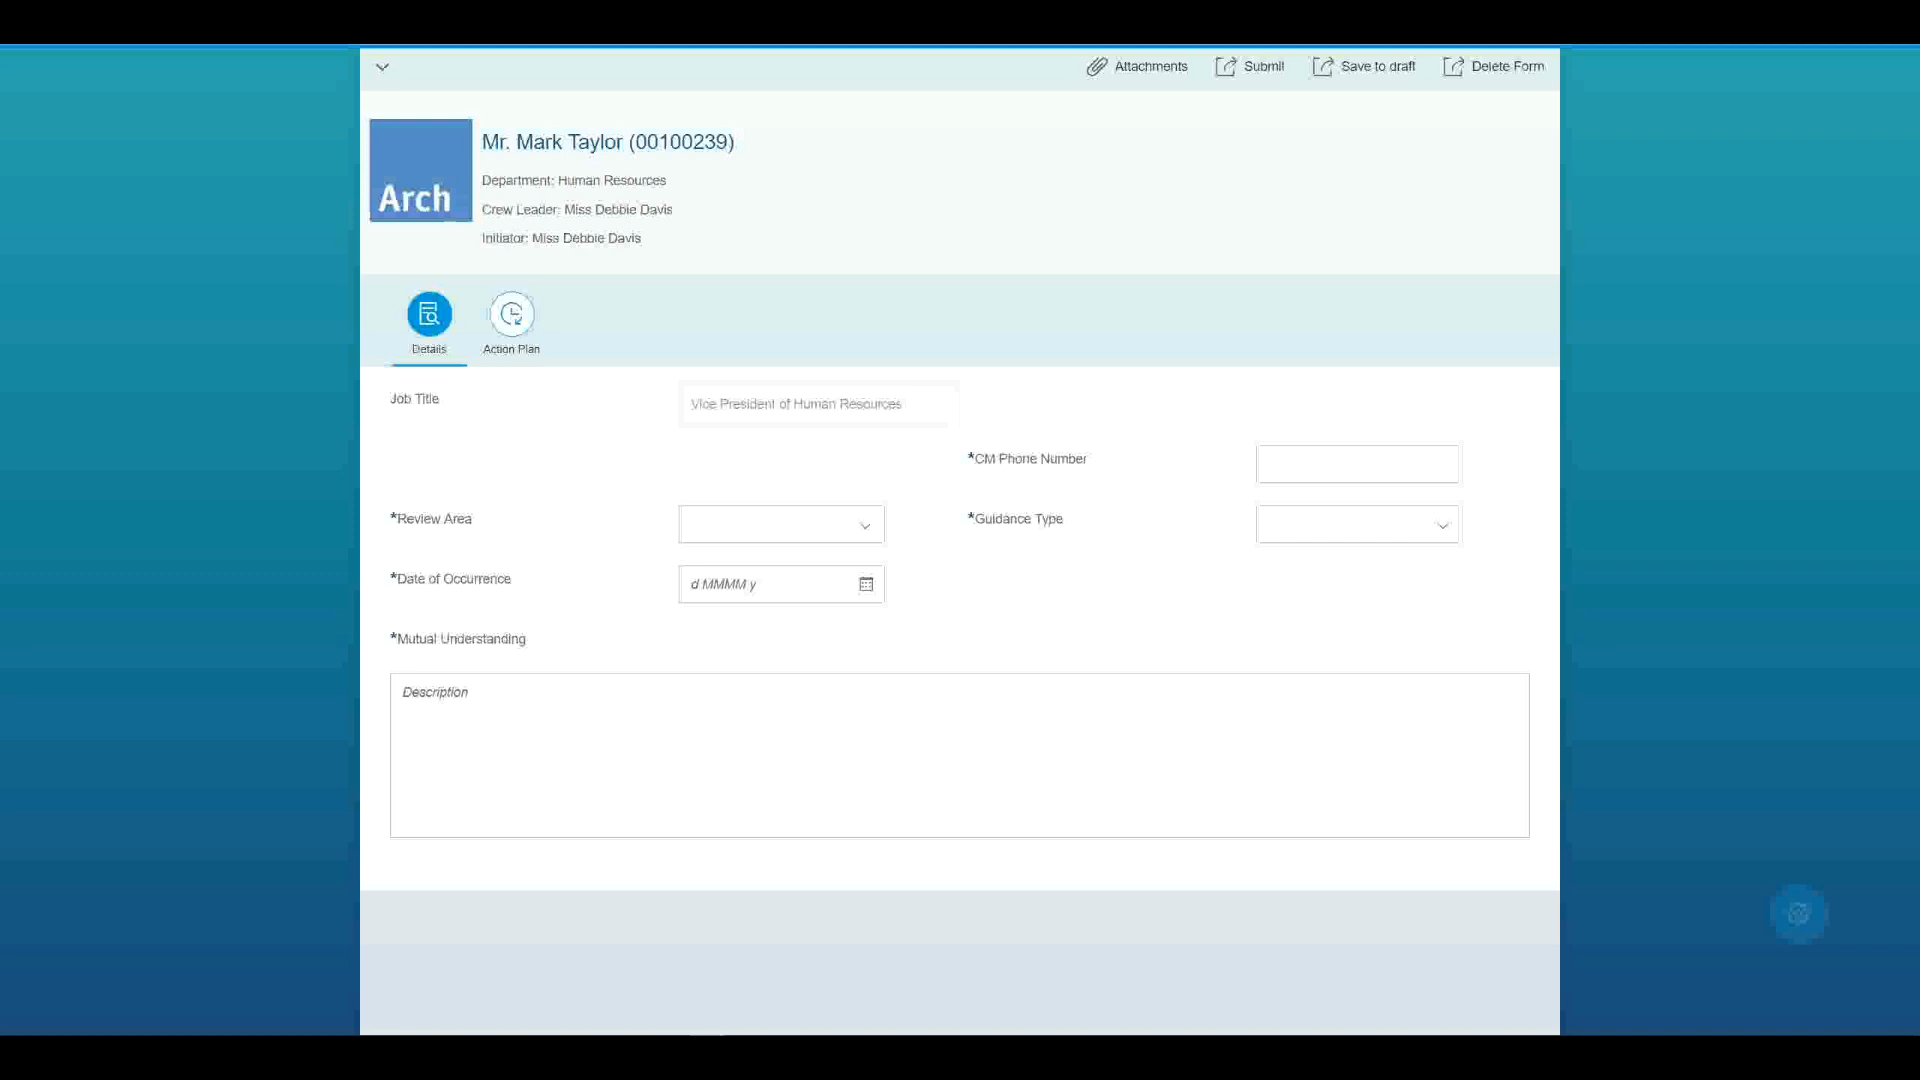 Attachments Submit Save to draft Delete Form
Arch
Mr. Mark Taylor (00100239)
Department: Human Resources
Crew Leader: Miss Debbie Davis
Initiator: Miss Debbie Davis
Details Action Plan
Job Title Vice President of Human Resources
*CM Phone Number
*Review Area *Guidance Type
*Date of Occurrence d MMMM y
*Mutual Understanding
Description